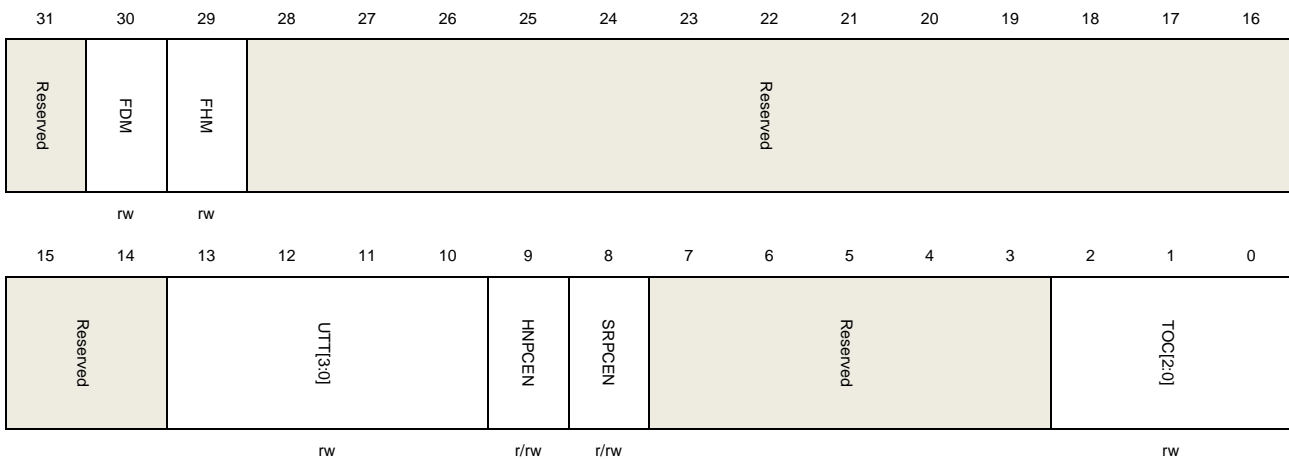 31 30 29 28 27 26 25 24 23 22 21 20 19 18 17 16
Reserved FDM FHM Reserved
rw rw
15 14 13 12 11 10 9 8 7 6 5 4 3 2 1 0
Reserved UTT[3:0] HNPCEN SRPCEN Reserved TOC[2:0]
rw r/rw r/rw rw